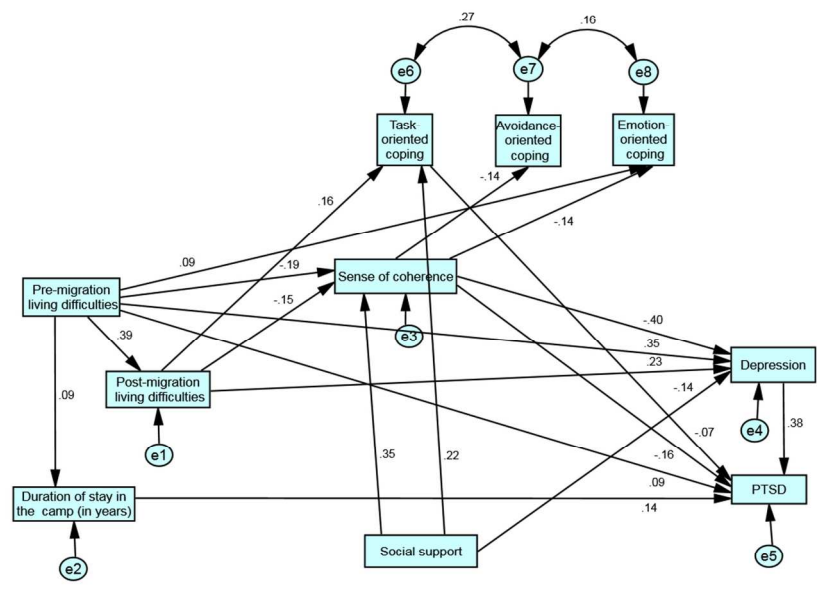 .27
.16
e6
e7
e8
Task-
oriented
coping
Avoidance-
oriented
coping
Emotion-
oriented
coping
-.14
.16
-.14
.09
-.19
Sense of coherence
Pre-migration
living difficulties
-.15
e3
-.40
.39
.35
.23
Depression
Post-migration
living difficulties
-.14
.09
e4
.38
-.07
e1
.35
.22
-.16
.09
PTSD
Duration of stay in
the camp (in years)
.14
Social support
e5
e2